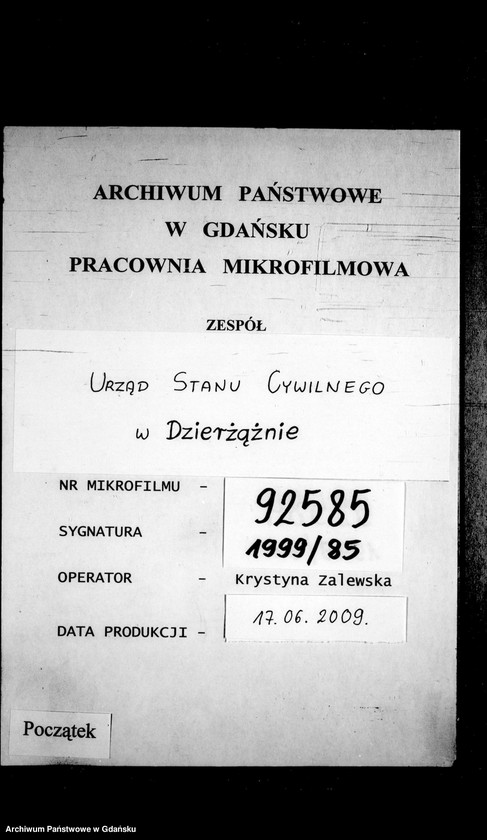 ARCHIWUM PAŃSTWOWE
W GDAŃSKU
PRACOWNIA MIKROFILMOWA
ZESPÓŁ
URZĄD STANU CYWILNEGO
w Dzierżążnie
NR MIKROFILMU - 92585
SYGNATURA - 1999/85
OPERATOR - Krystyna Zalewska
DATA PRODUKCJI - 17.06.2009.
Początek
Archiwum Państwowe w Gdańsku